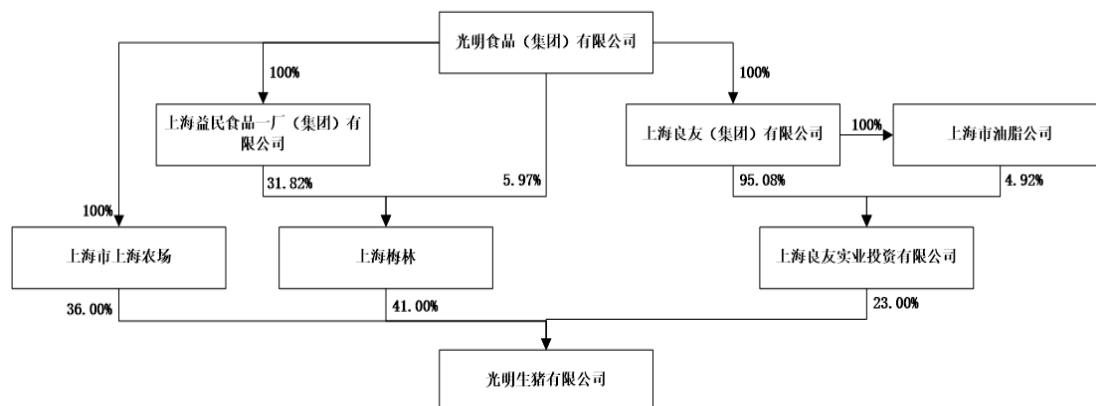 光明食品（集团）有限公司
100%
100%
上海益民食品一厂（集团）有
限公司
上海良友（集团）有限公司
100%
上海市油脂公司
31.82%
5.97%
95.08%
4.92%
100%
上海市上海农场
上海梅林
上海良友实业投资有限公司
36.00%
41.00%
23.00%
光明生猪有限公司